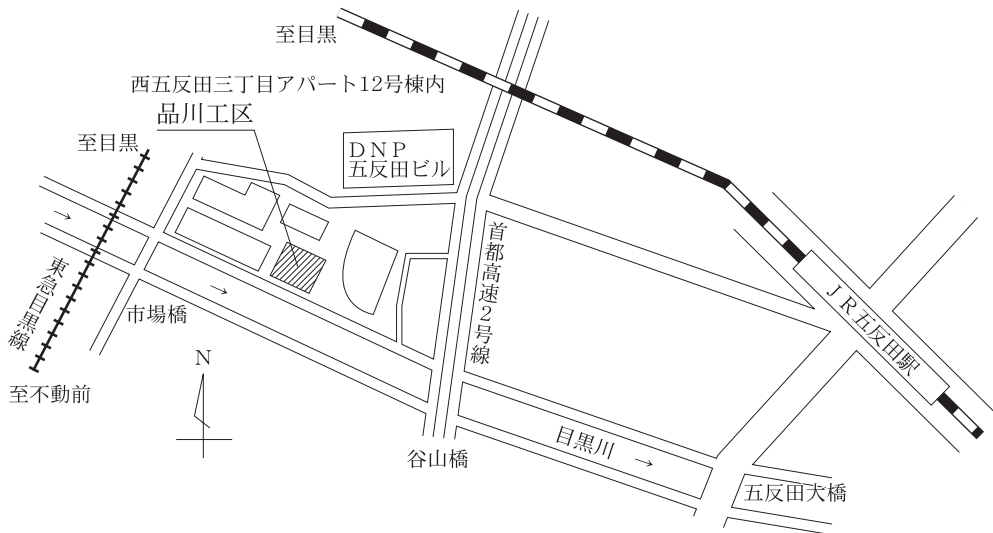 至目黒
西五反田三丁目アパート12号棟内
品川工区
至目黒
DNP
五反田ビル
首都高速2号線
東急目黒線
→
→
市場橋
JR五反田駅
N
至不動前
目黒川 →
谷山橋
五反田大橋